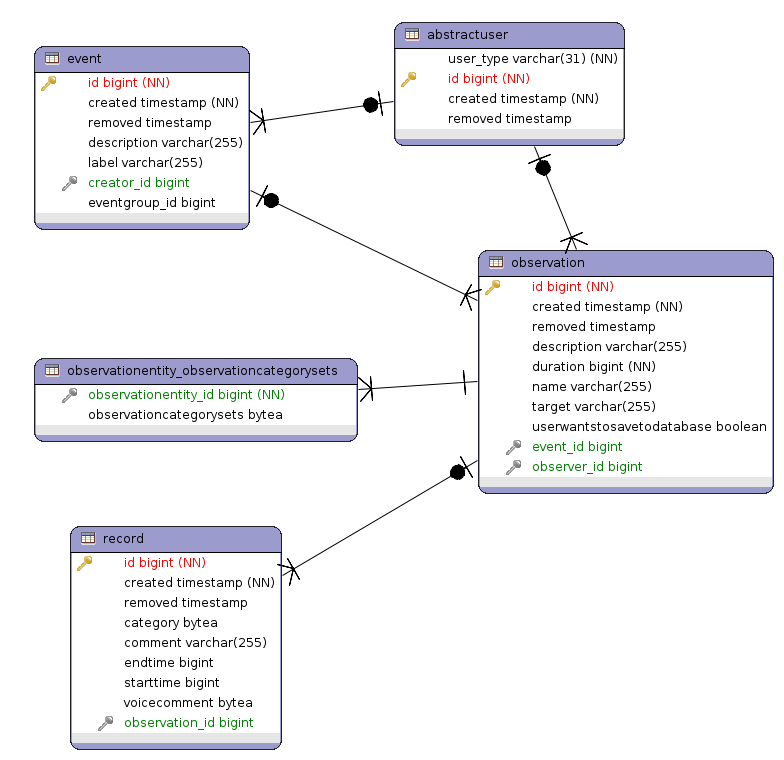 event
id bigint (NN)
created timestamp (NN)
removed timestamp
description varchar(255)
label varchar(255)
creator_id bigint
eventgroup_id bigint
abstractuser
user_type varchar(31) (NN)
id bigint (NN)
created timestamp (NN)
removed timestamp
observation
id bigint (NN)
created timestamp (NN)
removed timestamp
description varchar(255)
duration bigint (NN)
name varchar(255)
target varchar(255)
userwantstosavetodatabase boolean
event_id bigint
observer_id bigint
observationentity_observationcategorysets
observationentity_id bigint (NN)
observationcategorysets bytea
record
id bigint (NN)
created timestamp (NN)
removed timestamp
category bytea
comment varchar(255)
endtime bigint
starttime bigint
voicecomment bytea
observation_id bigint